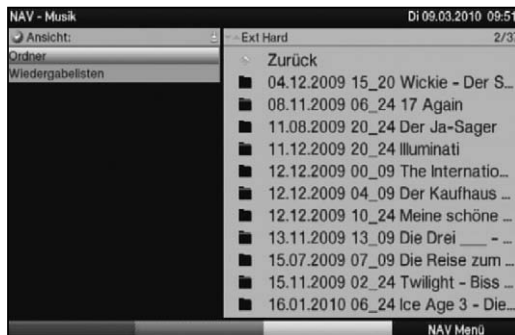 NAV - Musik
Di 09.03.2010 09:51
Ansicht:
Ordner
Wiedergabelisten
Ext Hard
2/37
Zurück
04.12.2009 15_20 Wickie - Der S...
08.11.2009 06_24 17 Again
11.08.2009 20_24 Der Ja-Sager
11.12.2009 20_24 Illuminati
12.12.2009 00_09 The Internatio...
12.12.2009 04_09 Der Kaufhaus ...
12.12.2009 10_24 Meine schöne ...
13.11.2009 13_09 Die Drei ___ - ...
15.07.2009 07_09 Die Reise zum ...
15.11.2009 02_24 Twilight - Biss ...
16.01.2010 06_24 Ice Age 3 - Die...
NAV Menü